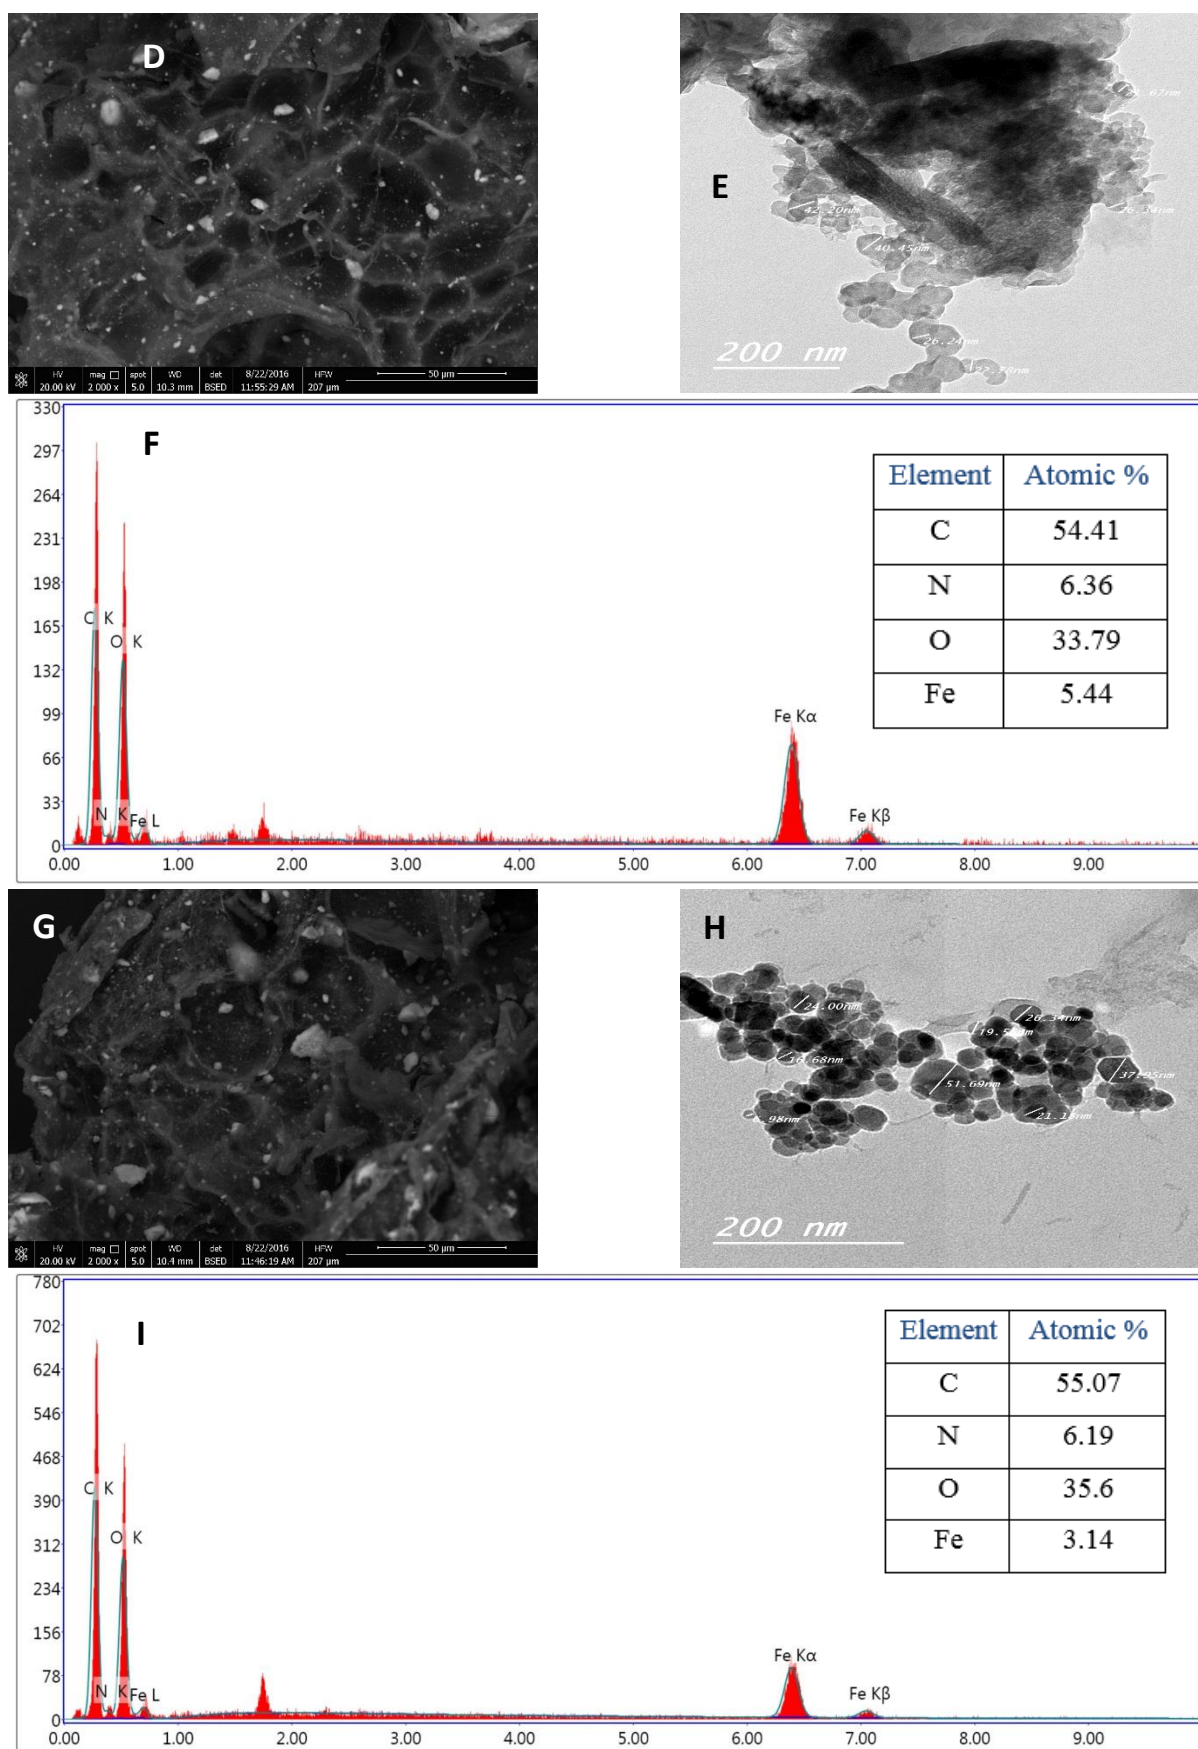 D
HV mag □ spot WD det 8/22/2016 HFW 50 µm
20.00 kV 2 000 x 5.0 10.3 mm BSED 11:55:29 AM 207 µm
E
42.20nm
40.45nm
26.24nm
200 nm
F
330
297
264
231
198
165
132
99
66
33
0
C K
O K
N K Fe L
Fe Kα
Fe Kβ
0.00 1.00 2.00 3.00 4.00 5.00 6.00 7.00 8.00 9.00
Element Atomic %
C 54.41
N 6.36
O 33.79
Fe 5.44
G
HV mag □ spot WD det 8/22/2016 HFW 50 µm
20.00 kV 2 000 x 5.0 10.4 mm BSED 11:46:19 AM 207 µm
H
24.00nm
26.34nm
16.68nm
51.69nm
37.95nm
200 nm
I
780
702
624
546
468
390
312
234
156
78
0
C K
O K
N K Fe L
Fe Kα
Fe Kβ
0.00 1.00 2.00 3.00 4.00 5.00 6.00 7.00 8.00 9.00
Element Atomic %
C 55.07
N 6.19
O 35.6
Fe 3.14